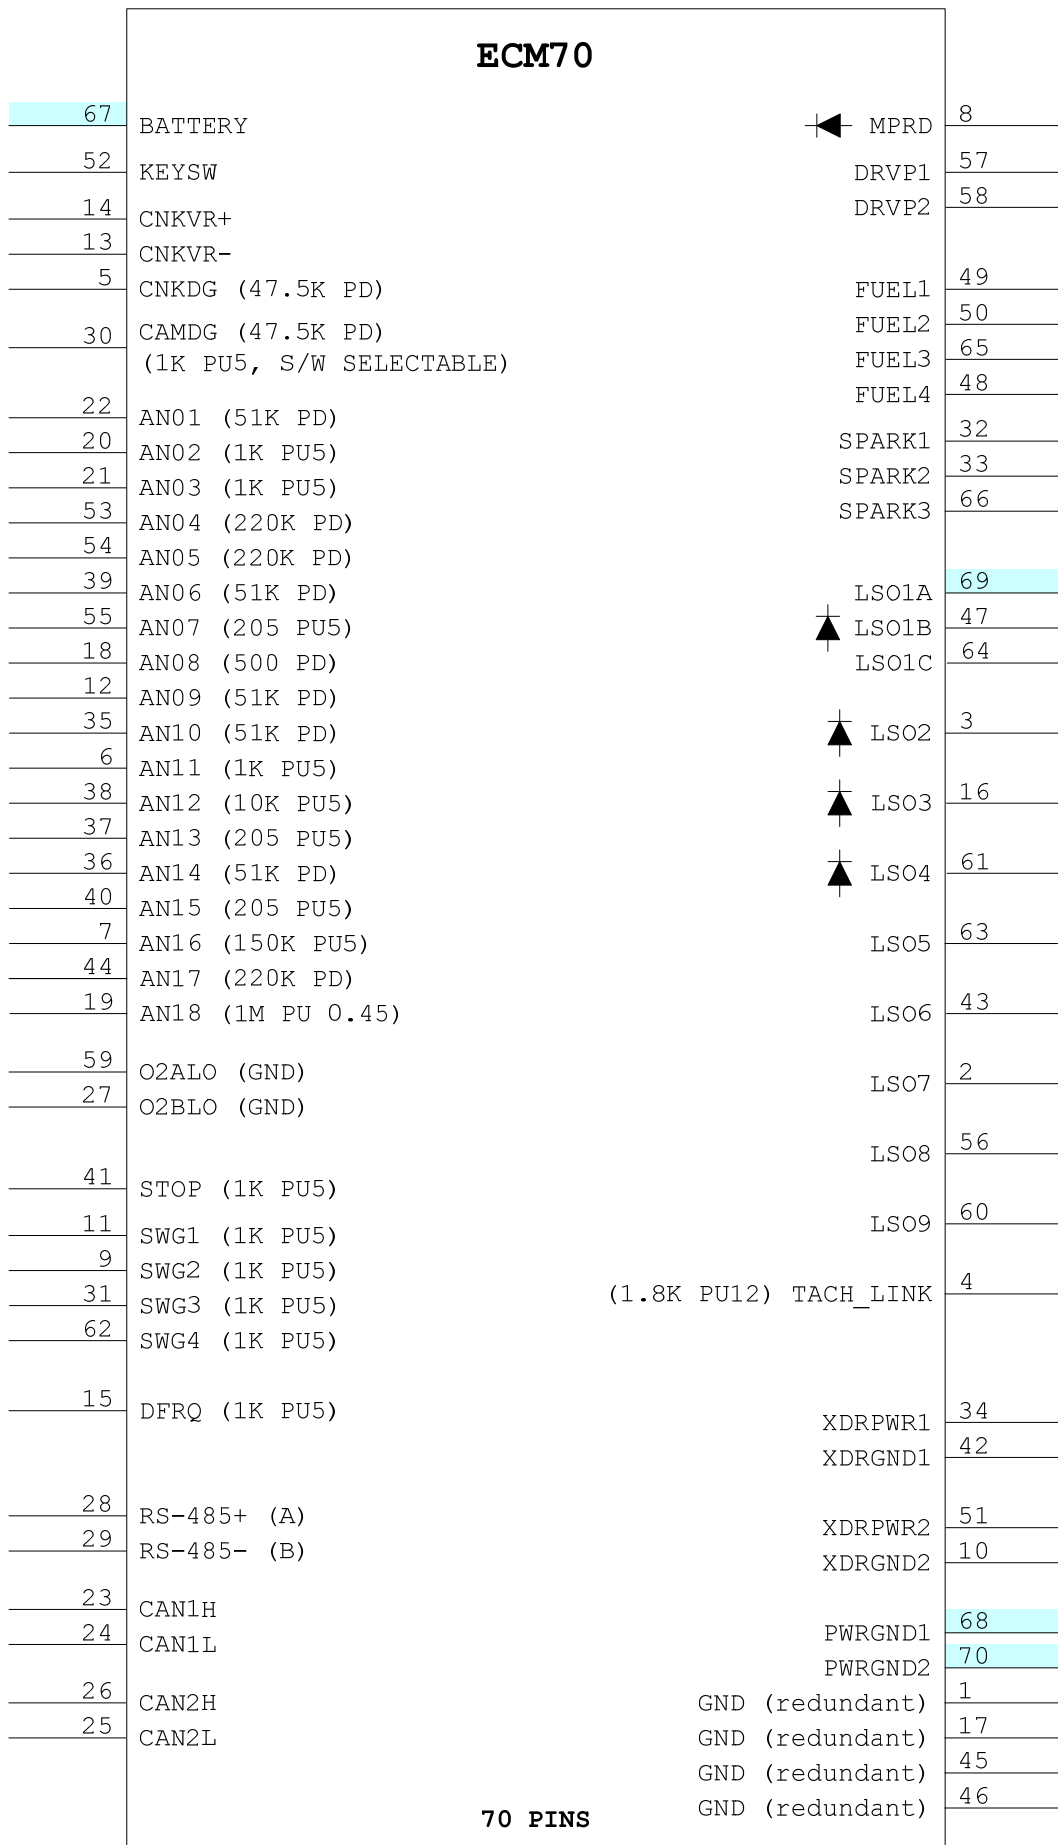 ECM70
67 BATTERY
52 KEYSW
14 CNKVR+
13 CNKVR-
5 CNKDG (47.5K PD)
30 CAMDG (47.5K PD)
(1K PU5, S/W SELECTABLE)
22 AN01 (51K PD)
20 AN02 (1K PU5)
21 AN03 (1K PU5)
53 AN04 (220K PD)
54 AN05 (220K PD)
39 AN06 (51K PD)
55 AN07 (205 PU5)
18 AN08 (500 PD)
12 AN09 (51K PD)
35 AN10 (51K PD)
6 AN11 (1K PU5)
38 AN12 (10K PU5)
37 AN13 (205 PU5)
36 AN14 (51K PD)
40 AN15 (205 PU5)
7 AN16 (150K PU5)
44 AN17 (220K PD)
19 AN18 (1M PU 0.45)
59 O2ALO (GND)
27 O2BLO (GND)
41 STOP (1K PU5)
11 SWG1 (1K PU5)
9 SWG2 (1K PU5)
31 SWG3 (1K PU5)
62 SWG4 (1K PU5)
15 DFRQ (1K PU5)
28 RS-485+ (A)
29 RS-485- (B)
23 CAN1H
24 CAN1L
26 CAN2H
25 CAN2L
MPRD 8
DRVP1 57
DRVP2 58
FUEL1 49
FUEL2 50
FUEL3 65
FUEL4 48
SPARK1 32
SPARK2 33
SPARK3 66
LSO1A 69
LSO1B 47
LSO1C 64
LSO2 3
LSO3 16
LSO4 61
LSO5 63
LSO6 43
LSO7 2
LSO8 56
LSO9 60
(1.8K PU12) TACH_LINK 4
XDRPWR1 34
XDRGND1 42
XDRPWR2 51
XDRGND2 10
PWRGND1 68
PWRGND2 70
GND (redundant) 1
GND (redundant) 17
GND (redundant) 45
GND (redundant) 46
70 PINS